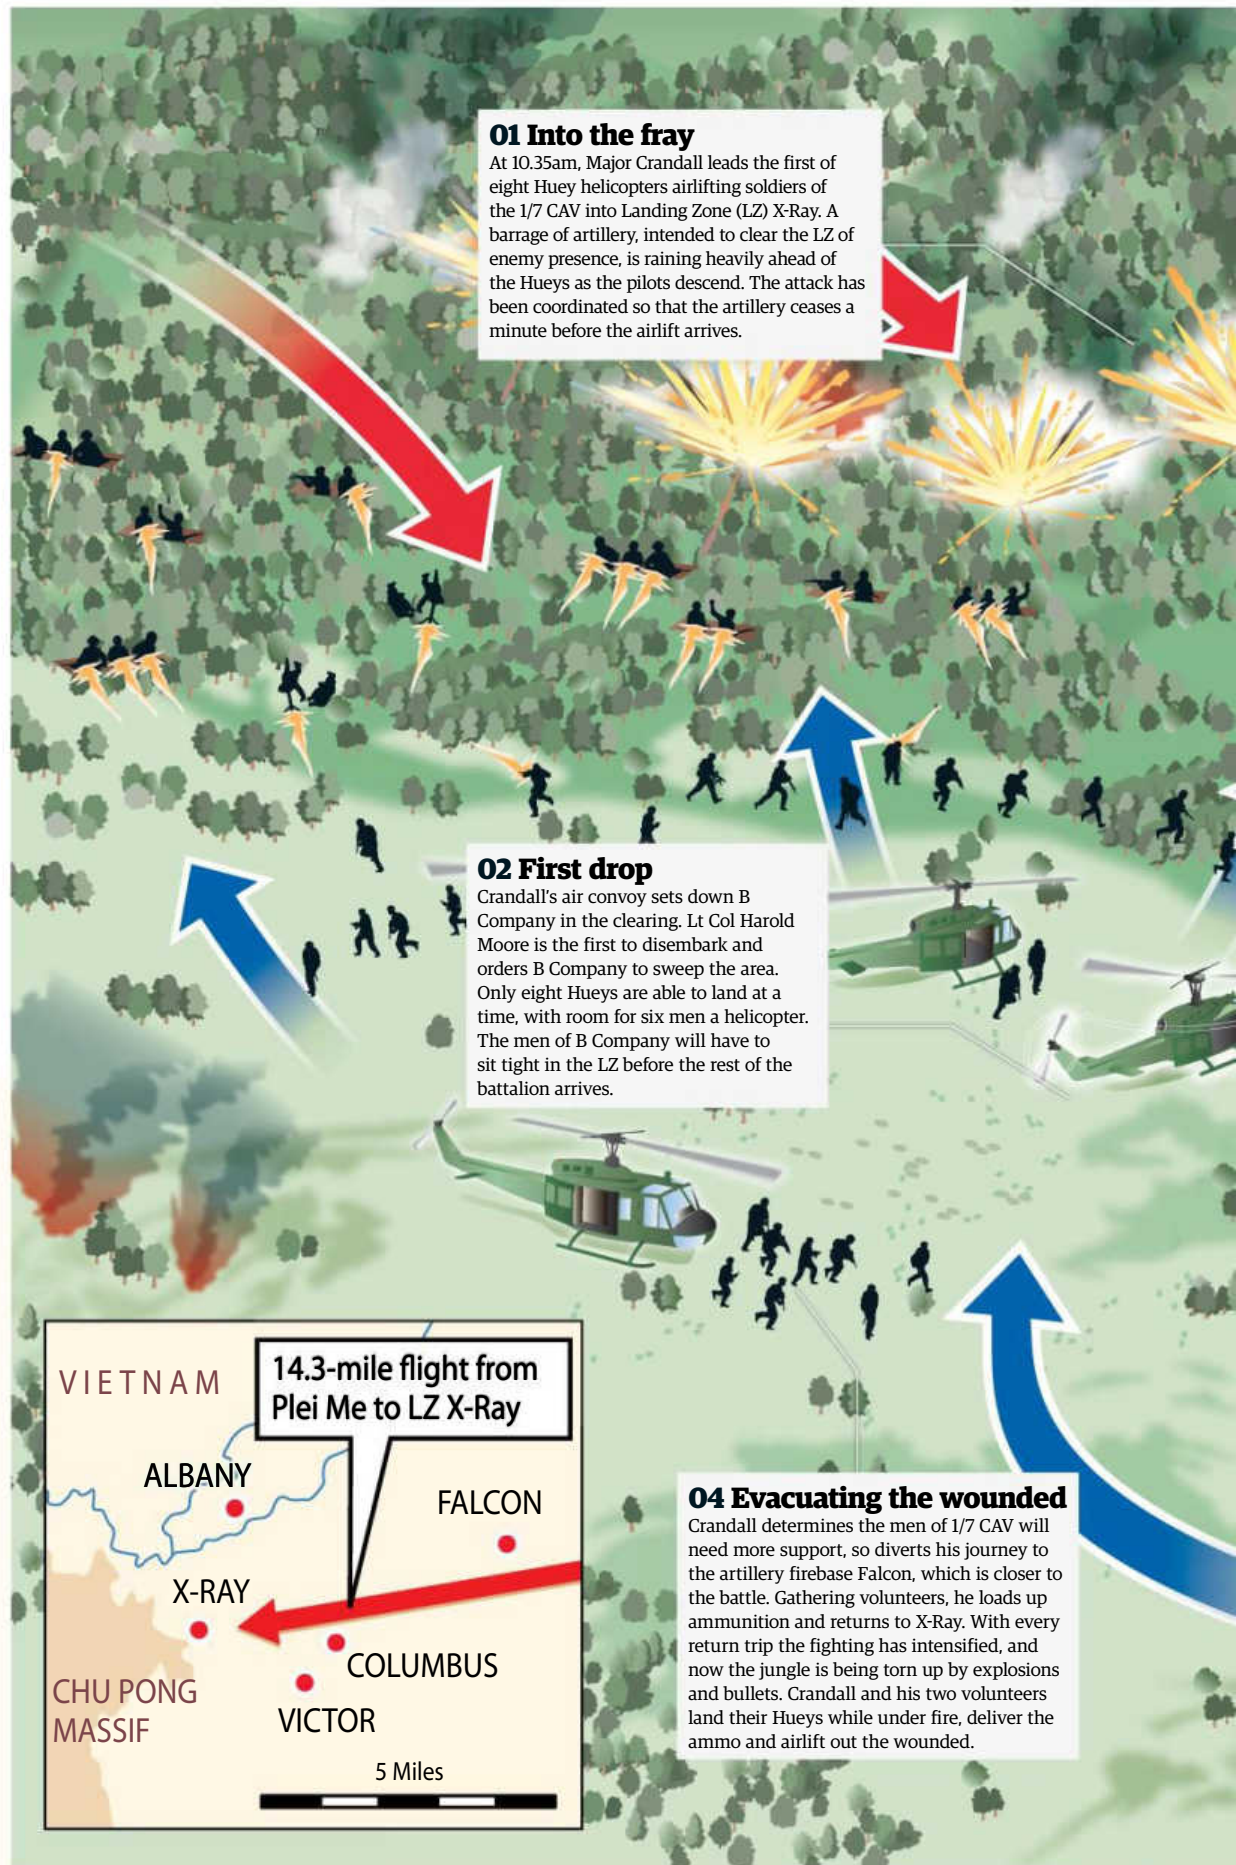 01 Into the fray
At 10.35am, Major Crandall leads the first of
eight Huey helicopters airlifting soldiers of
the 1/7 CAV into Landing Zone (LZ) X-Ray. A
barrage of artillery, intended to clear the LZ of
enemy presence, is raining heavily ahead of
the Hueys as the pilots descend. The attack has
been coordinated so that the artillery ceases a
minute before the airlift arrives.
02 First drop
Crandall's air convoy sets down B
Company in the clearing. Lt Col Harold
Moore is the first to disembark and
orders B Company to sweep the area.
Only eight Hueys are able to land at a
time, with room for six men a helicopter.
The men of B Company will have to
sit tight in the LZ before the rest of the
battalion arrives.
VIETNAM
14.3-mile flight from
Plei Me to LZ X-Ray
ALBANY
FALCON
X-RAY
COLUMBUS
CHU PONG
MASSIF
VICTOR
5 Miles
04 Evacuating the wounded
Crandall determines the men of 1/7 CAV will
need more support, so diverts his journey to
the artillery firebase Falcon, which is closer to
the battle. Gathering volunteers, he loads up
ammunition and returns to X-Ray. With every
return trip the fighting has intensified, and
now the jungle is being torn up by explosions
and bullets. Crandall and his two volunteers
land their Hueys while under fire, deliver the
ammo and airlift out the wounded.